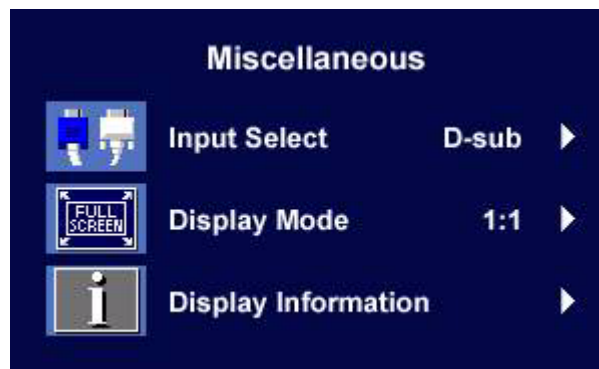 Miscellaneous
Input Select D-sub
FULL
SCREEN
Display Mode 1:1
i
Display Information